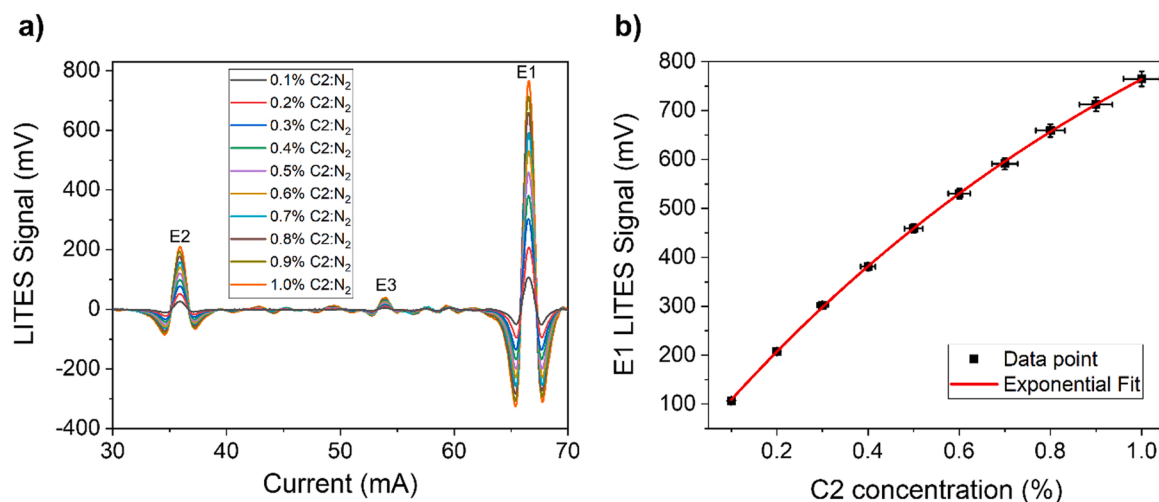 a)
LITES Signal (mV)
800
600
400
200
0
-200
-400
E2
E3
E1
0.1% C2:N₂
0.2% C2:N₂
0.3% C2:N₂
0.4% C2:N₂
0.5% C2:N₂
0.6% C2:N₂
0.7% C2:N₂
0.8% C2:N₂
0.9% C2:N₂
1.0% C2:N₂
30
40
50
60
70
Current (mA)
b)
E1 LITES Signal (mV)
800
700
600
500
400
300
200
100
Data point
Exponential Fit
0.2
0.4
0.6
0.8
1.0
C2 concentration (%)